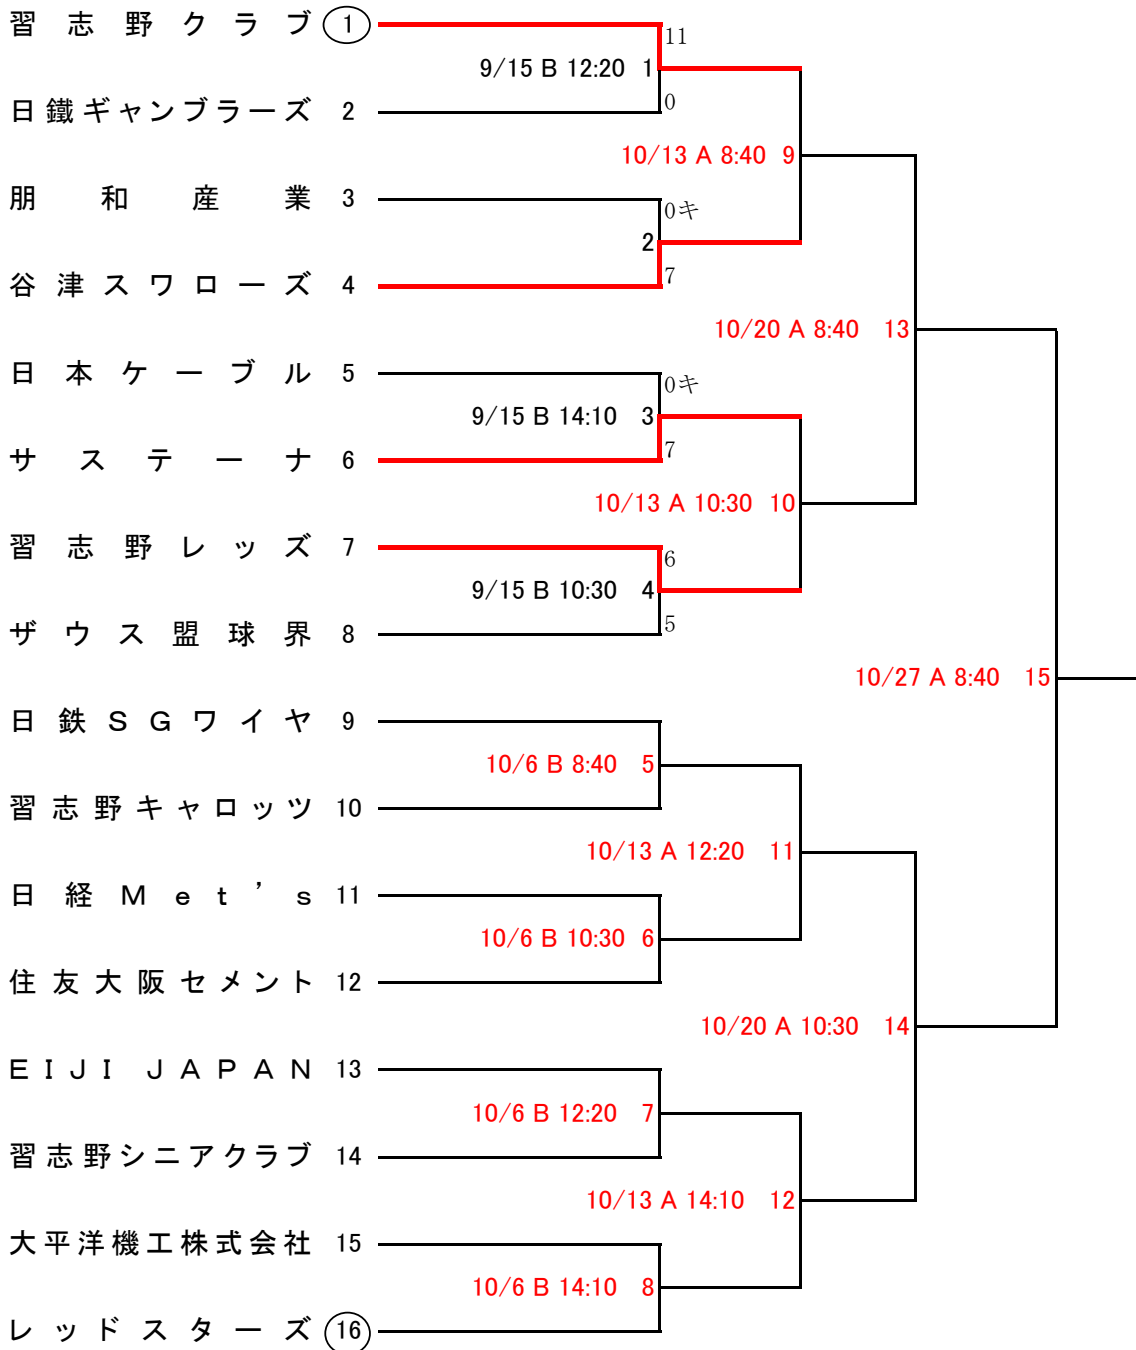 習志野クラブ 1
11
9/15 B 12:20 1
0
日鐵ギャンブラーズ 2
10/13 A 8:40 9
朋和産業 3
0キ
2
7
谷津スワローズ 4
10/20 A 8:40 13
日本ケーブル 5
0キ
9/15 B 14:10 3
7
サステーナ 6
10/13 A 10:30 10
習志野レッズ 7
6
9/15 B 10:30 4
5
ザウス盟球界 8
10/27 A 8:40 15
日鉄SGワイヤ 9
10/6 B 8:40 5
習志野キャロッツ 10
10/13 A 12:20 11
日経Met's 11
10/6 B 10:30 6
住友大阪セメント 12
10/20 A 10:30 14
EIJI JAPAN 13
10/6 B 12:20 7
習志野シニアクラブ 14
10/13 A 14:10 12
大平洋機工株式会社 15
10/6 B 14:10 8
レッドスターズ 16